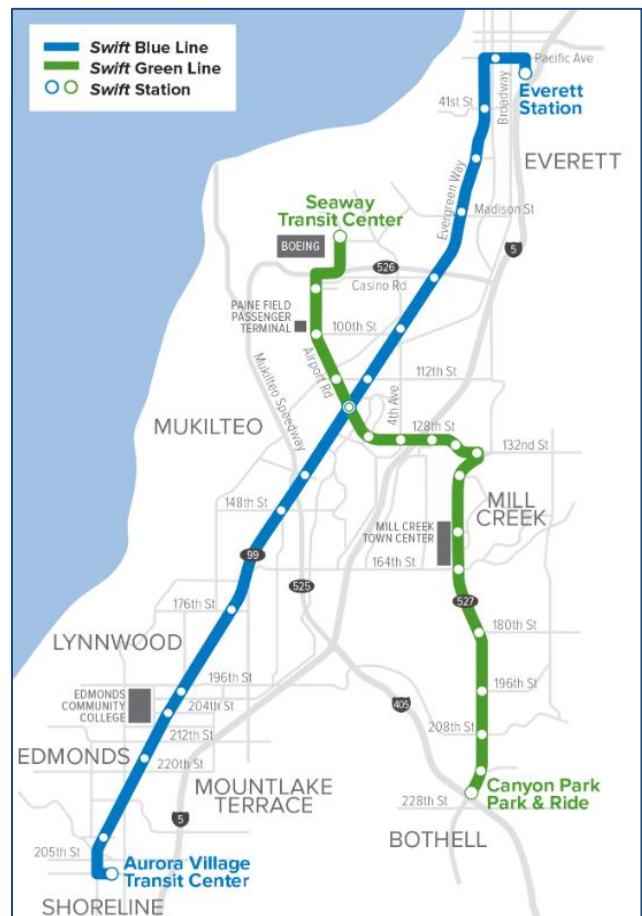 Swift Blue Line
Swift Green Line
Swift Station
Pacific Ave
Everett
Station
Broadway
41st St
EVERETT
Evergreen Way
Madison St
Seaway
Transit Center
BOEING
5
526
Casino Rd
PAINE FIELD
PASSENGER
TERMINAL
100th St
Airport Rd
Mukilteo Speedway
112th St
4th Ave
MUKILTEO
128th St
132nd St
MILL
CREEK
148th St
MILL CREEK
TOWN CENTER
99
164th St
525
527
176th St
180th St
LYNNWOOD
196th St
196th St
EDMONDS
COMMUNITY
COLLEGE
204th St
405
212th St
208th St
EDMONDS
220th St
MOUNTLAKE
TERRACE
Canyon Park
Park & Ride
228th St
5
BOTHELL
205th St
Aurora Village
Transit Center
SHORELINE